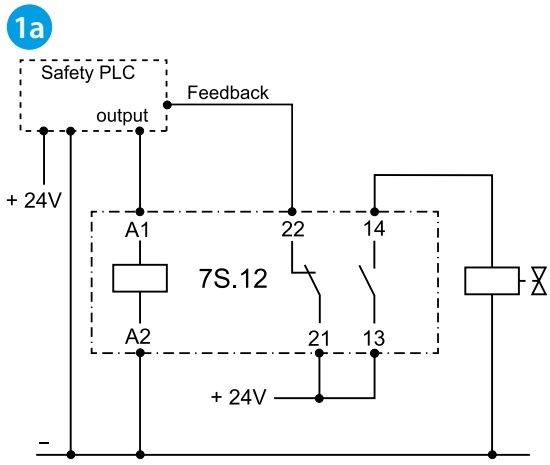 1a
Safety PLC
Feedback
output
+ 24V
A1
22
14
7S.12
A2
21
13
+ 24V
–